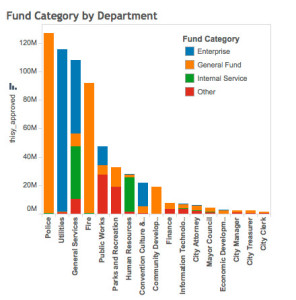 Fund Category by Department
Fund Category
Enterprise
General Fund
Internal Service
Other
fhisy_approved
120M
100M
80M
60M
40M
20M
0M
Police
Utilities
General Services
Fire
Public Works
Parks and Recreation
Human Resources
Convention Culture &..
Community Develop..
Finance
Information Technolo..
City Attorney
Mayor Council
Economic Developm..
City Manager
City Treasurer
City Clerk